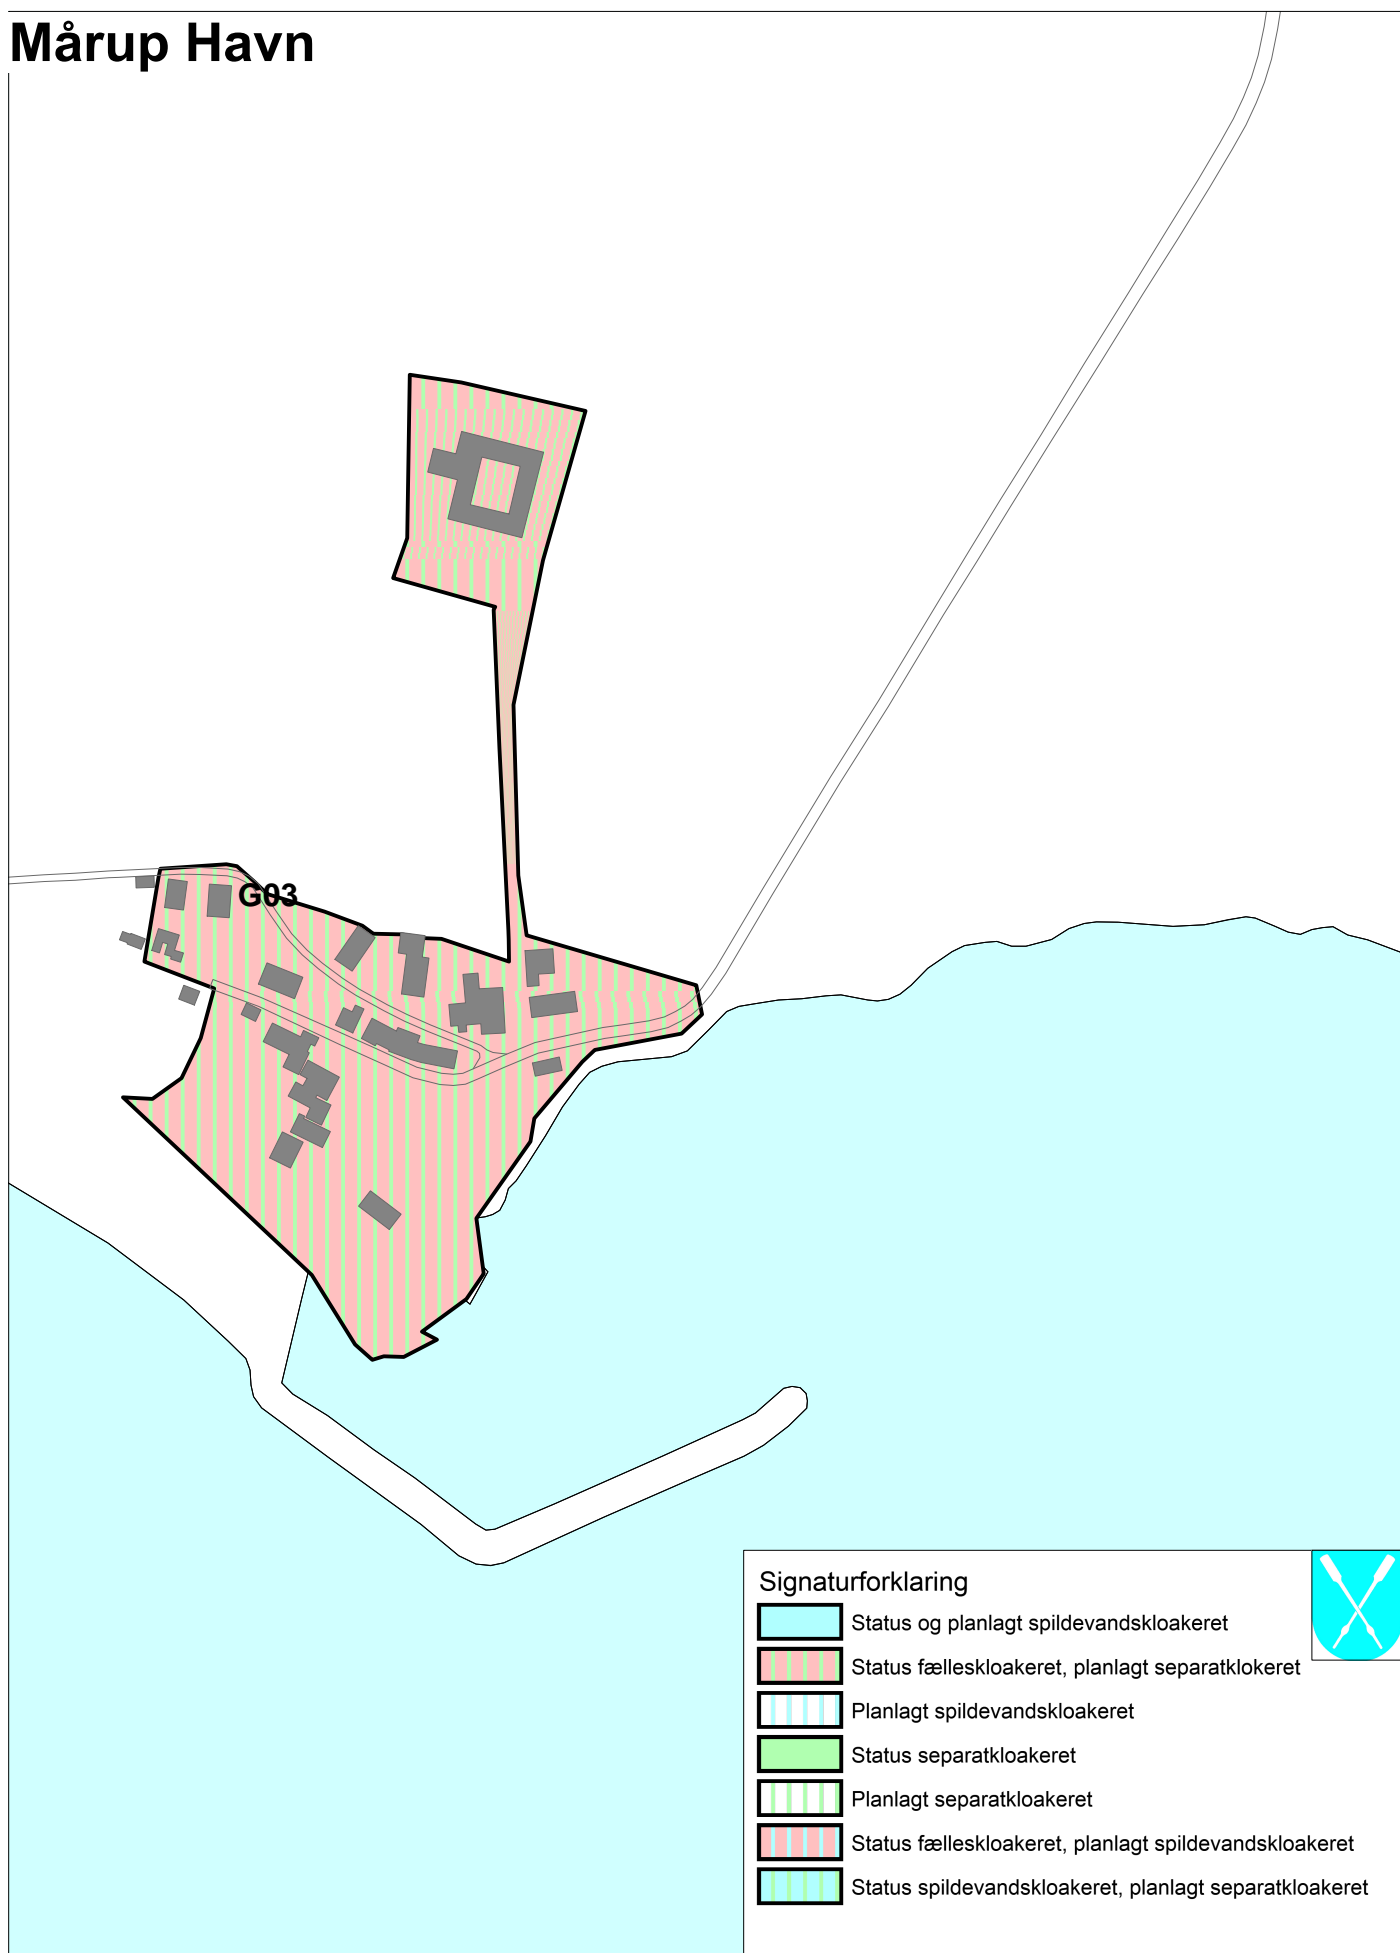 Mårup Havn
G03
Signaturforklaring
Status og planlagt spildevandskloakeret
Status fælleskloakeret, planlagt separatklokeret
Planlagt spildevandskloakeret
Status separatkloakeret
Planlagt separatkloakeret
Status fælleskloakeret, planlagt spildevandskloakeret
Status spildevandskloakeret, planlagt separatkloakeret